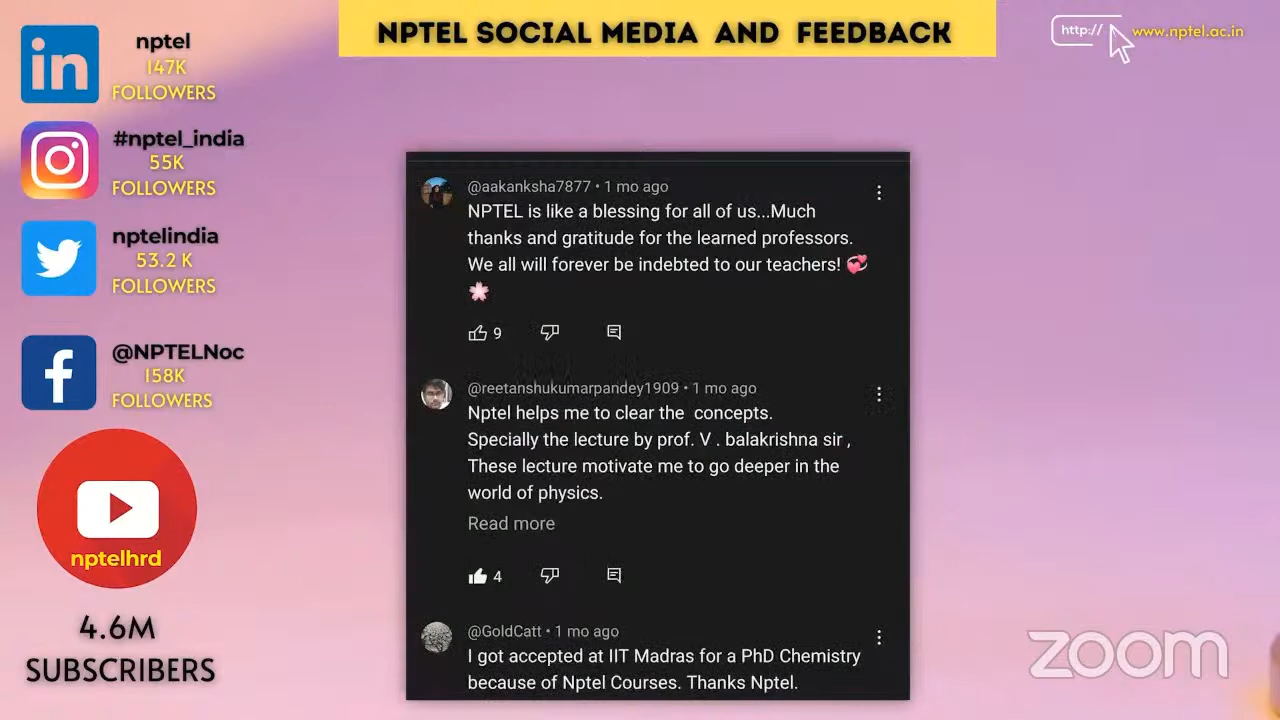 NPTEL SOCIAL MEDIA AND FEEDBACK
http://
www.nptel.ac.in
in
nptel
147K
FOLLOWERS
#nptel_india
55K
FOLLOWERS
nptelindia
53.2 K
FOLLOWERS
f
@NPTELNoc
158K
FOLLOWERS
nptelhrd
4.6M
SUBSCRIBERS
@aakanksha7877 • 1 mo ago
NPTEL is like a blessing for all of us...Much
thanks and gratitude for the learned professors.
We all will forever be indebted to our teachers! 💞
🌸
9
@reetanshukumarpandey1909 • 1 mo ago
Nptel helps me to clear the concepts.
Specially the lecture by prof. V . balakrishna sir ,
These lecture motivate me to go deeper in the
world of physics.
Read more
4
@GoldCatt • 1 mo ago
I got accepted at IIT Madras for a PhD Chemistry
because of Nptel Courses. Thanks Nptel.
zoom